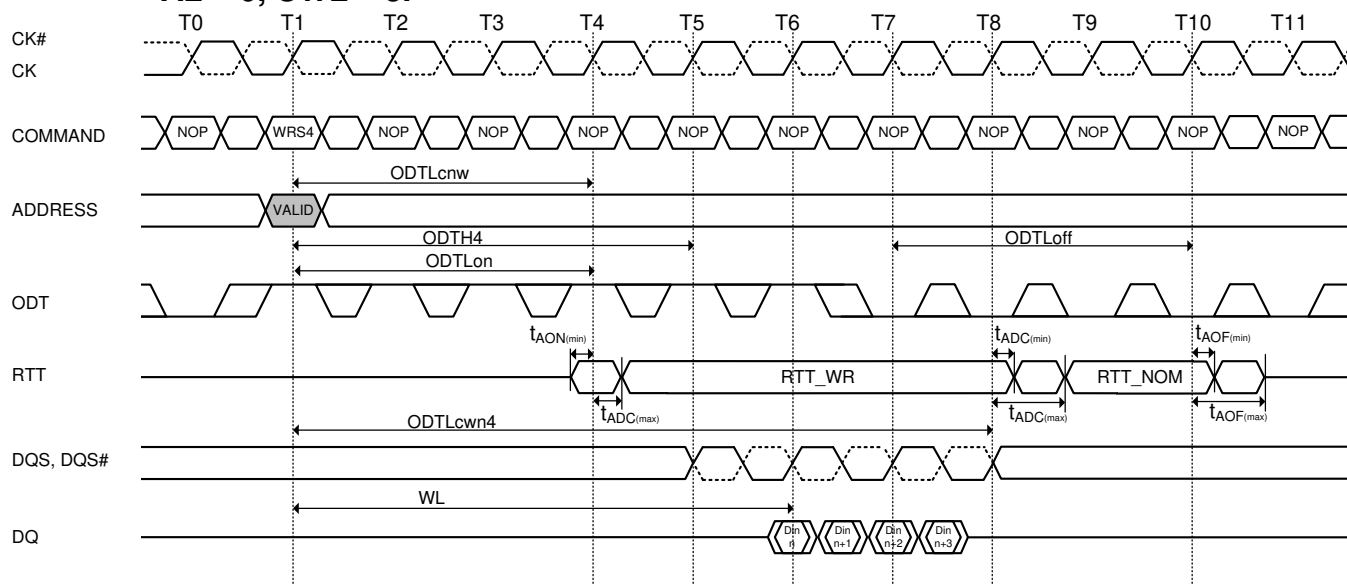 T0 T1 T2 T3 T4 T5 T6 T7 T8 T9 T10 T11
CK#
CK
COMMAND NOP WRS4 NOP NOP NOP NOP NOP NOP NOP NOP NOP NOP
ODTLcnw
ADDRESS VALID
ODTH4 ODTLoff
ODTLon
ODT
tAON(min) tADC(min) tAOF(min)
RTT RTT_WR RTT_NOM
tADC(max) tADC(max) tAOF(max)
ODTLcwn4
DQS, DQS#
WL
DQ Din n Din n+1 Din n+2 Din n+3